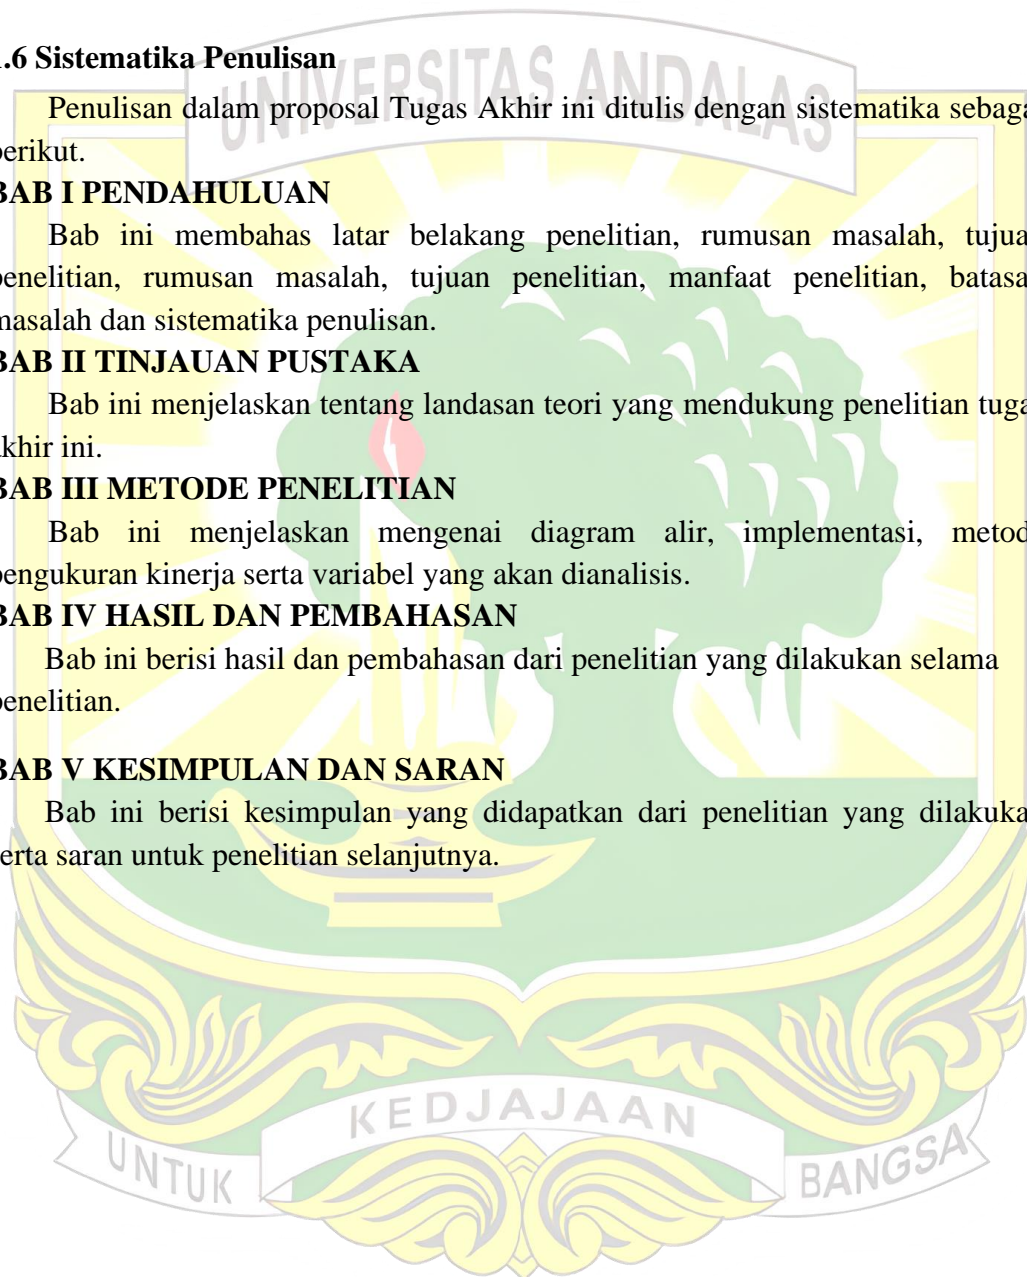 UNIVERSITAS ANDALAS
.6 Sistematika Penulisan
Penulisan dalam proposal Tugas Akhir ini ditulis dengan sistematika sebaga
erikut.
BAB I PENDAHULUAN
Bab ini membahas latar belakang penelitian, rumusan masalah, tujua
penelitian, rumusan masalah, tujuan penelitian, manfaat penelitian, batasa
masalah dan sistematika penulisan.
BAB II TINJAUAN PUSTAKA
Bab ini menjelaskan tentang landasan teori yang mendukung penelitian tuga
akhir ini.
BAB III METODE PENELITIAN
Bab ini menjelaskan mengenai diagram alir, implementasi, metod
pengukuran kinerja serta variabel yang akan dianalisis.
BAB IV HASIL DAN PEMBAHASAN
Bab ini berisi hasil dan pembahasan dari penelitian yang dilakukan selama
penelitian.
BAB V KESIMPULAN DAN SARAN
Bab ini berisi kesimpulan yang didapatkan dari penelitian yang dilakuka
erta saran untuk penelitian selanjutnya.
UNTUK KEDJAJAAN BANGSA